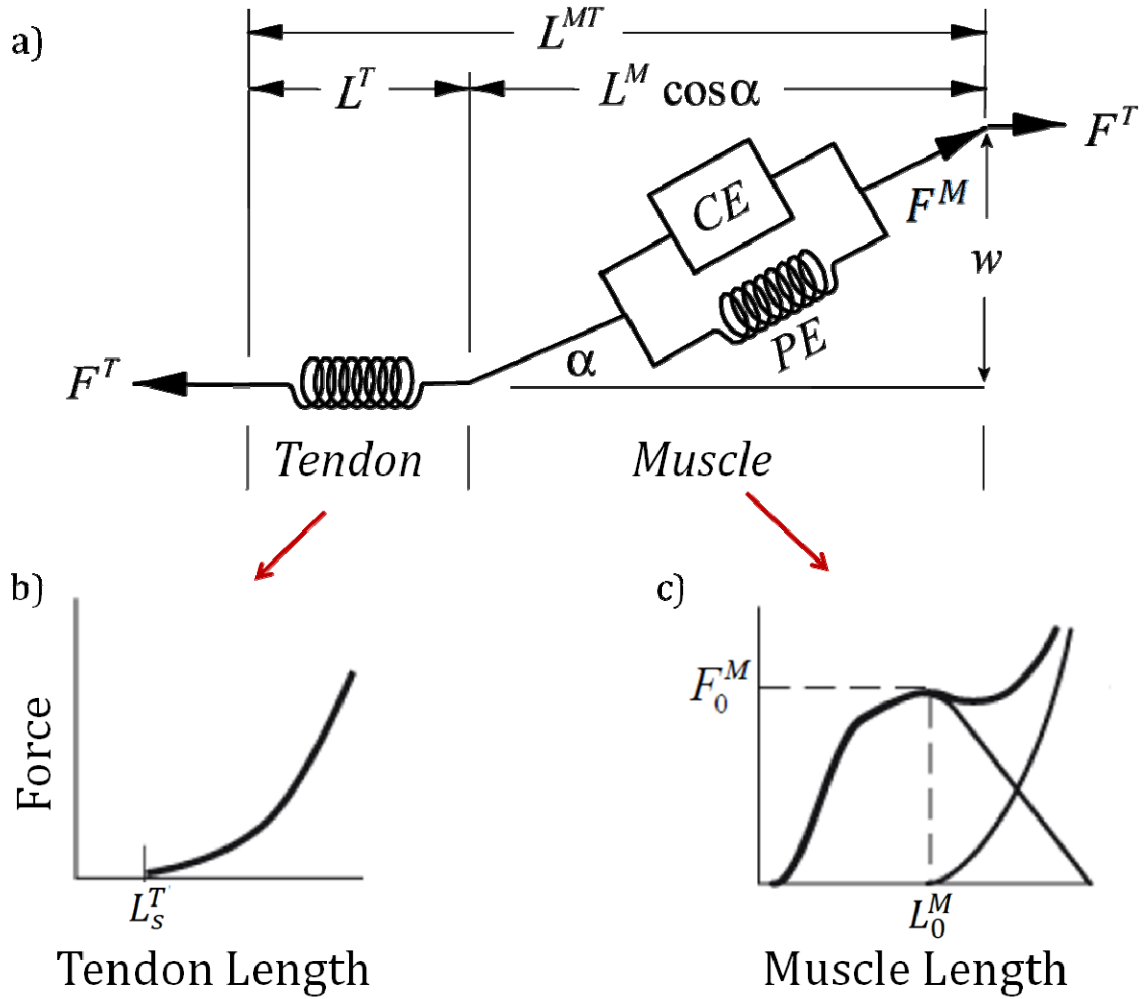 a)
L^{MT}
L^T
L^M cosα
F^T
CE
F^M
w
PE
α
F^T
Tendon
Muscle
b)
c)
F_0^M
Force
L_s^T
L_0^M
Tendon Length
Muscle Length